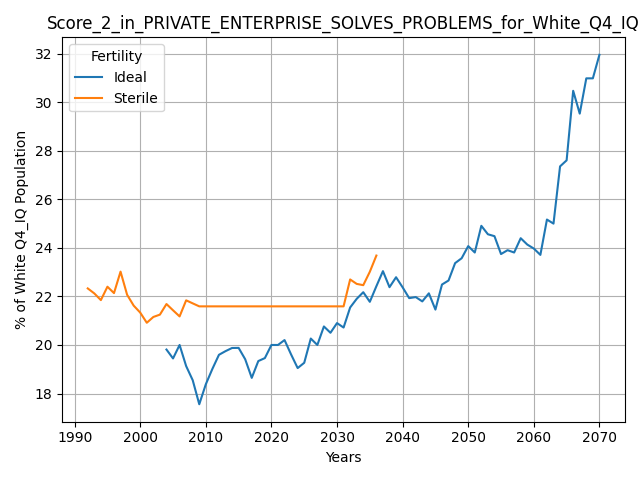 Score_2_in_PRIVATE_ENTERPRISE_SOLVES_PROBLEMS_for_White_Q4_IQ
Fertility
Ideal
Sterile
% of White Q4_IQ Population
32
30
28
26
24
22
20
18
1990 2000 2010 2020 2030 2040 2050 2060 2070
Years